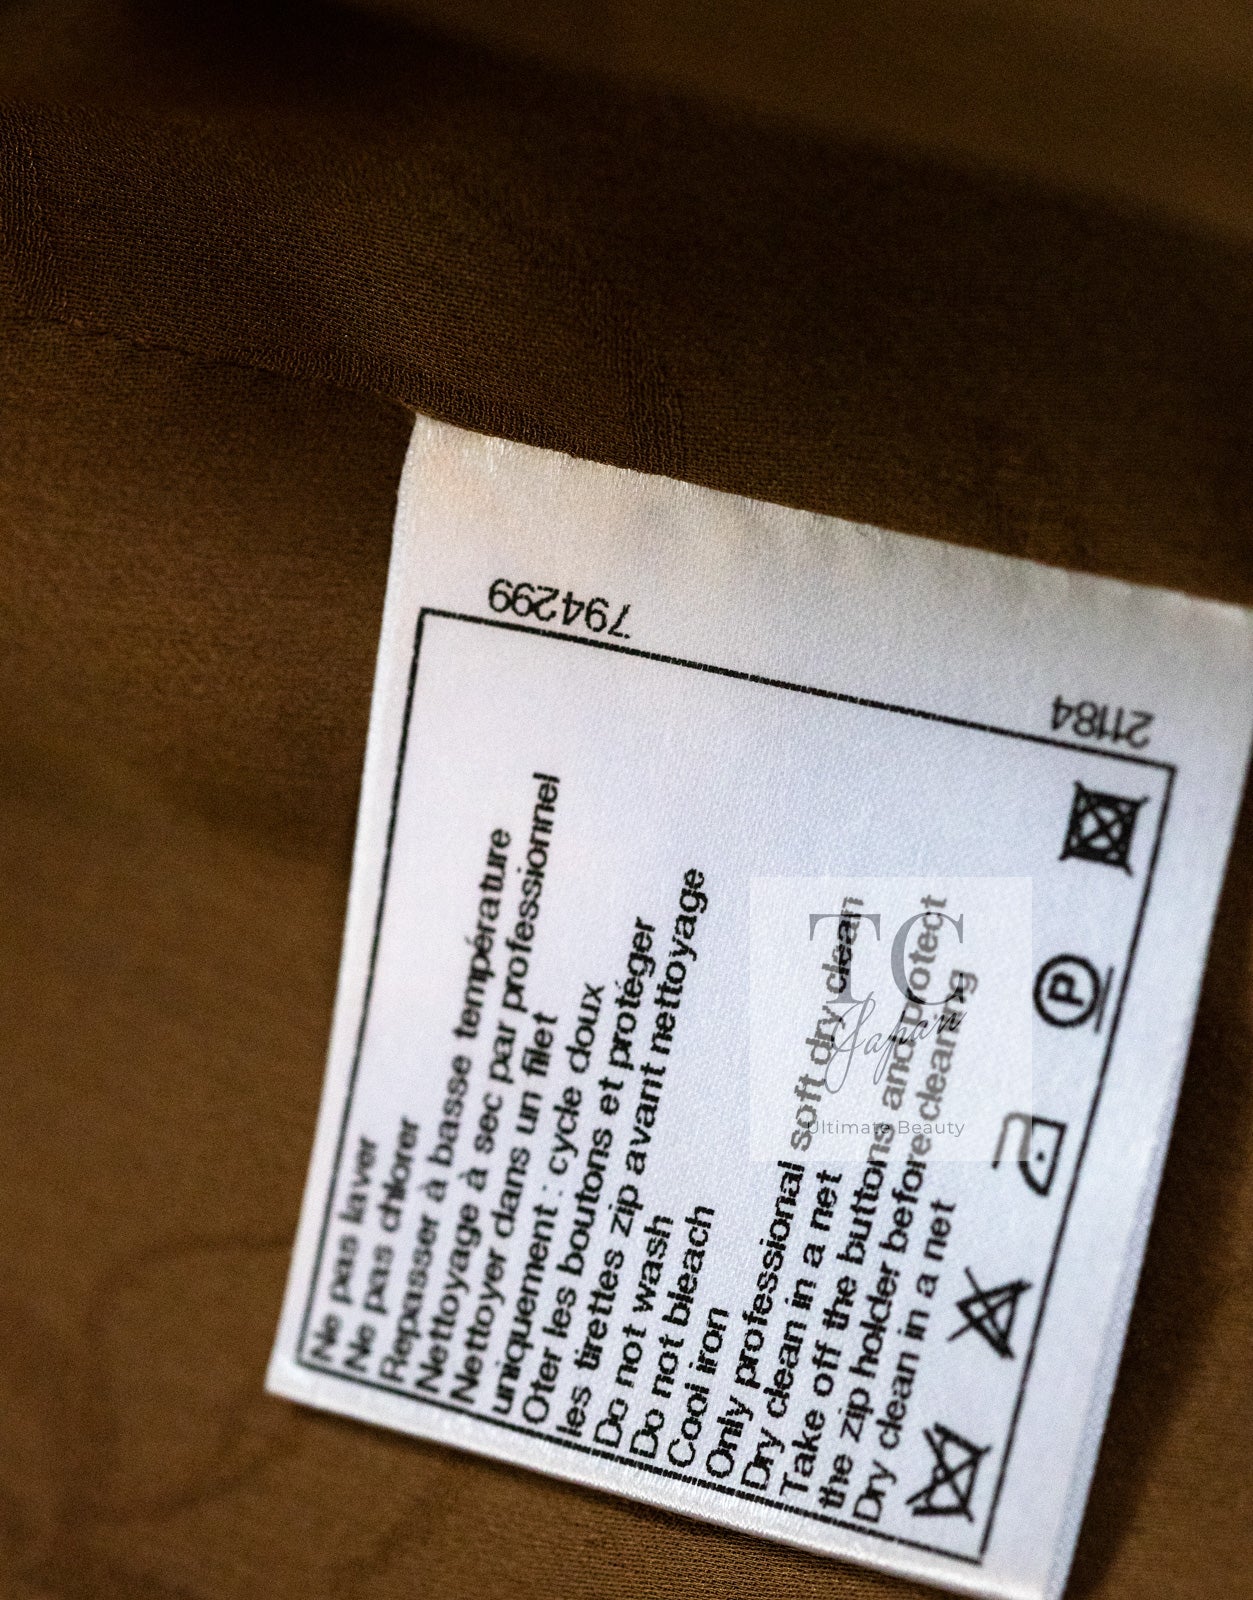 794299
21184
Ne pas laver
Ne pas chlorer
Repasser à basse température
Nettoyage à sec par professionnel
Nettoyer dans un filet
uniquement : cycle doux
Oter les boutons et protéger
les tirettes zip avant nettoyage
Do not wash
Do not bleach
Cool iron
Only professional soft dry clean
Dry clean in a net
Take off the buttons and protect
the zip holder before cleaning
Dry clean in a net
P
TC
Japan
Ultimate Beauty